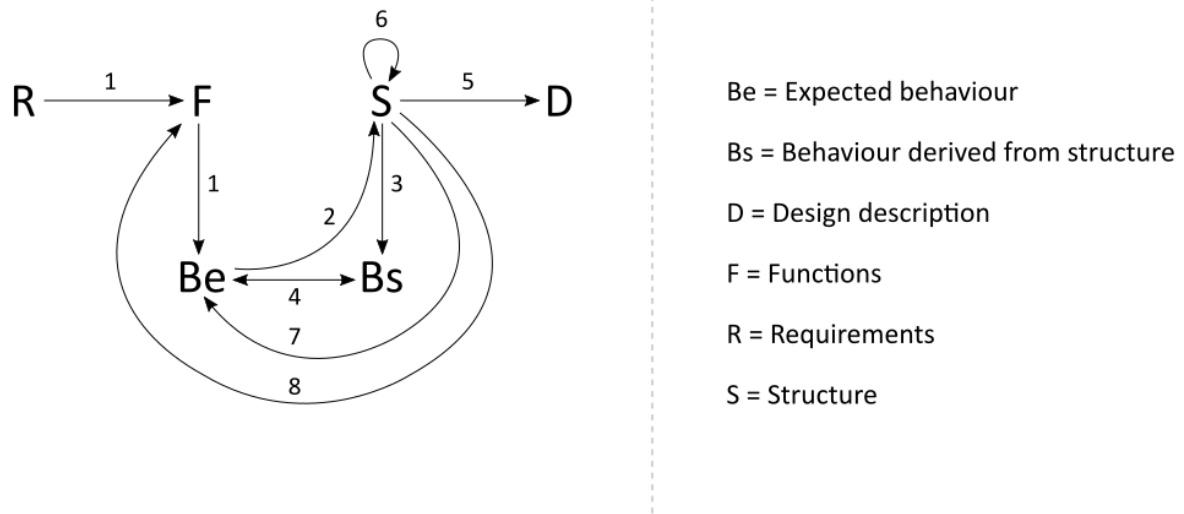 6
1
5
R
F
S
D
1
3
2
Be
Bs
4
7
8
Be = Expected behaviour
Bs = Behaviour derived from structure
D = Design description
F = Functions
R = Requirements
S = Structure